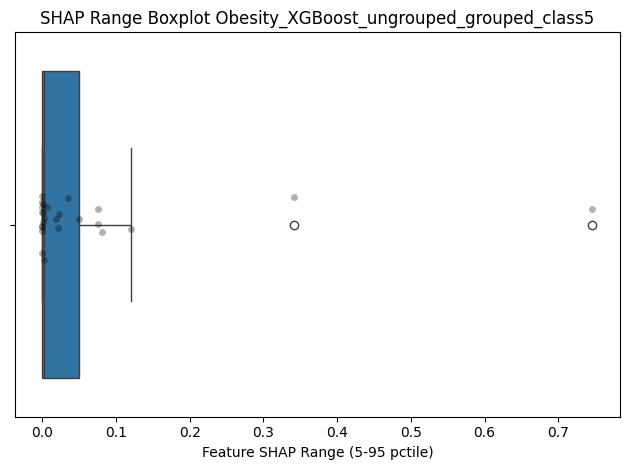 SHAP Range Boxplot Obesity_XGBoost_ungrouped_grouped_class5
0.0 0.1 0.2 0.3 0.4 0.5 0.6 0.7
Feature SHAP Range (5-95 pctile)